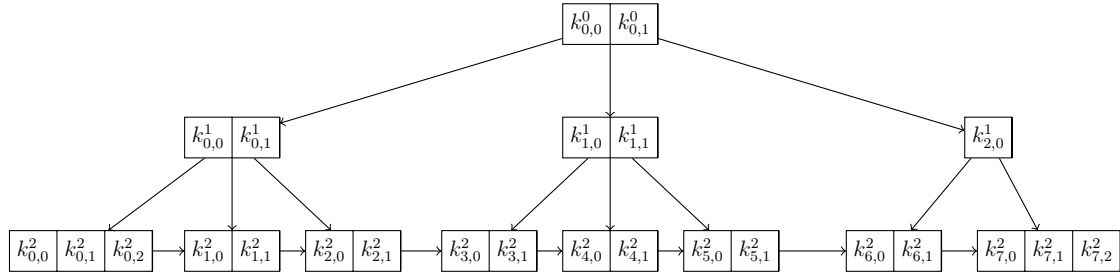 k^0_{0,0} k^0_{0,1}
k^1_{0,0} k^1_{0,1} k^1_{1,0} k^1_{1,1} k^1_{2,0}
k^2_{0,0} k^2_{0,1} k^2_{0,2} k^2_{1,0} k^2_{1,1} k^2_{2,0} k^2_{2,1} k^2_{3,0} k^2_{3,1} k^2_{4,0} k^2_{4,1} k^2_{5,0} k^2_{5,1} k^2_{6,0} k^2_{6,1} k^2_{7,0} k^2_{7,1} k^2_{7,2}